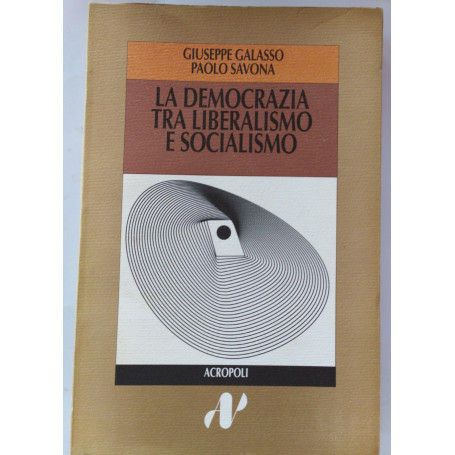 GIUSEPPE GALASSO
PAOLO SAVONA
LA DEMOCRAZIA
TRA LIBERALISMO
E SOCIALISMO
ACROPOLI